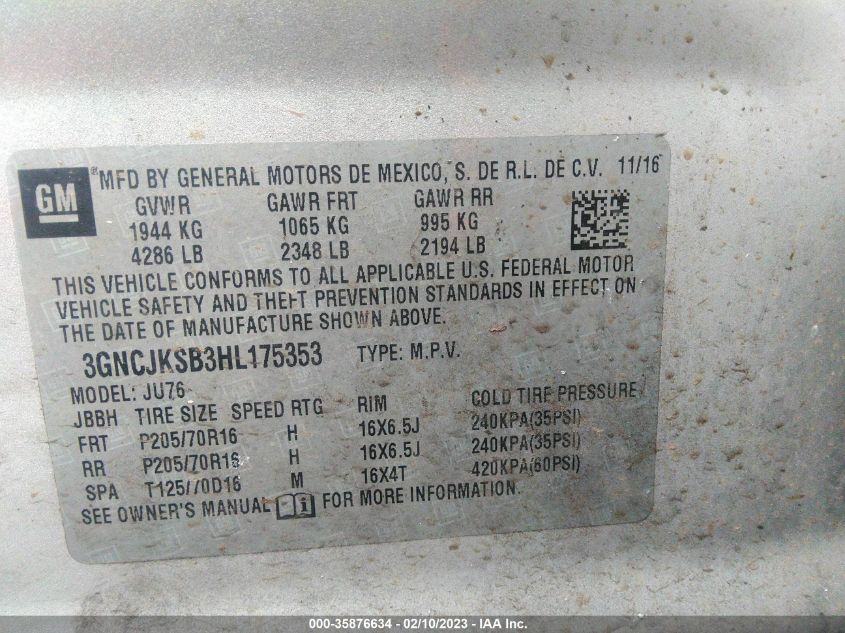 GM
® MFD BY GENERAL MOTORS DE MEXICO, S. DE R.L. DE C.V. 11/16
GVWR GAWR FRT GAWR RR
1944 KG 1065 KG 995 KG
4286 LB 2348 LB 2194 LB
THIS VEHICLE CONFORMS TO ALL APPLICABLE U.S. FEDERAL MOTOR
VEHICLE SAFETY AND THEFT PREVENTION STANDARDS IN EFFECT ON
THE DATE OF MANUFACTURE SHOWN ABOVE.
3GNCJKSB3HL175353 TYPE: M.P.V.
MODEL: JU76
JBBH TIRE SIZE SPEED RTG RIM COLD TIRE PRESSURE
FRT P205/70R16 H 16X6.5J 240KPA(35PSI)
RR P205/70R16 H 16X6.5J 240KPA(35PSI)
SPA T125/70D16 M 16X4T 420KPA(60PSI)
SEE OWNER'S MANUAL i FOR MORE INFORMATION.
000-35876634 — 02/10/2023 — IAA Inc.